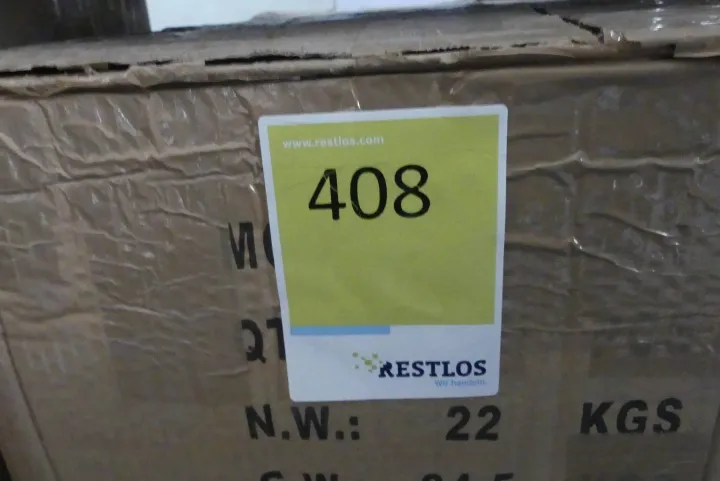 www.restlos.com
408
RESTLOS
Wir handeln.
N.W.: 22 KGS